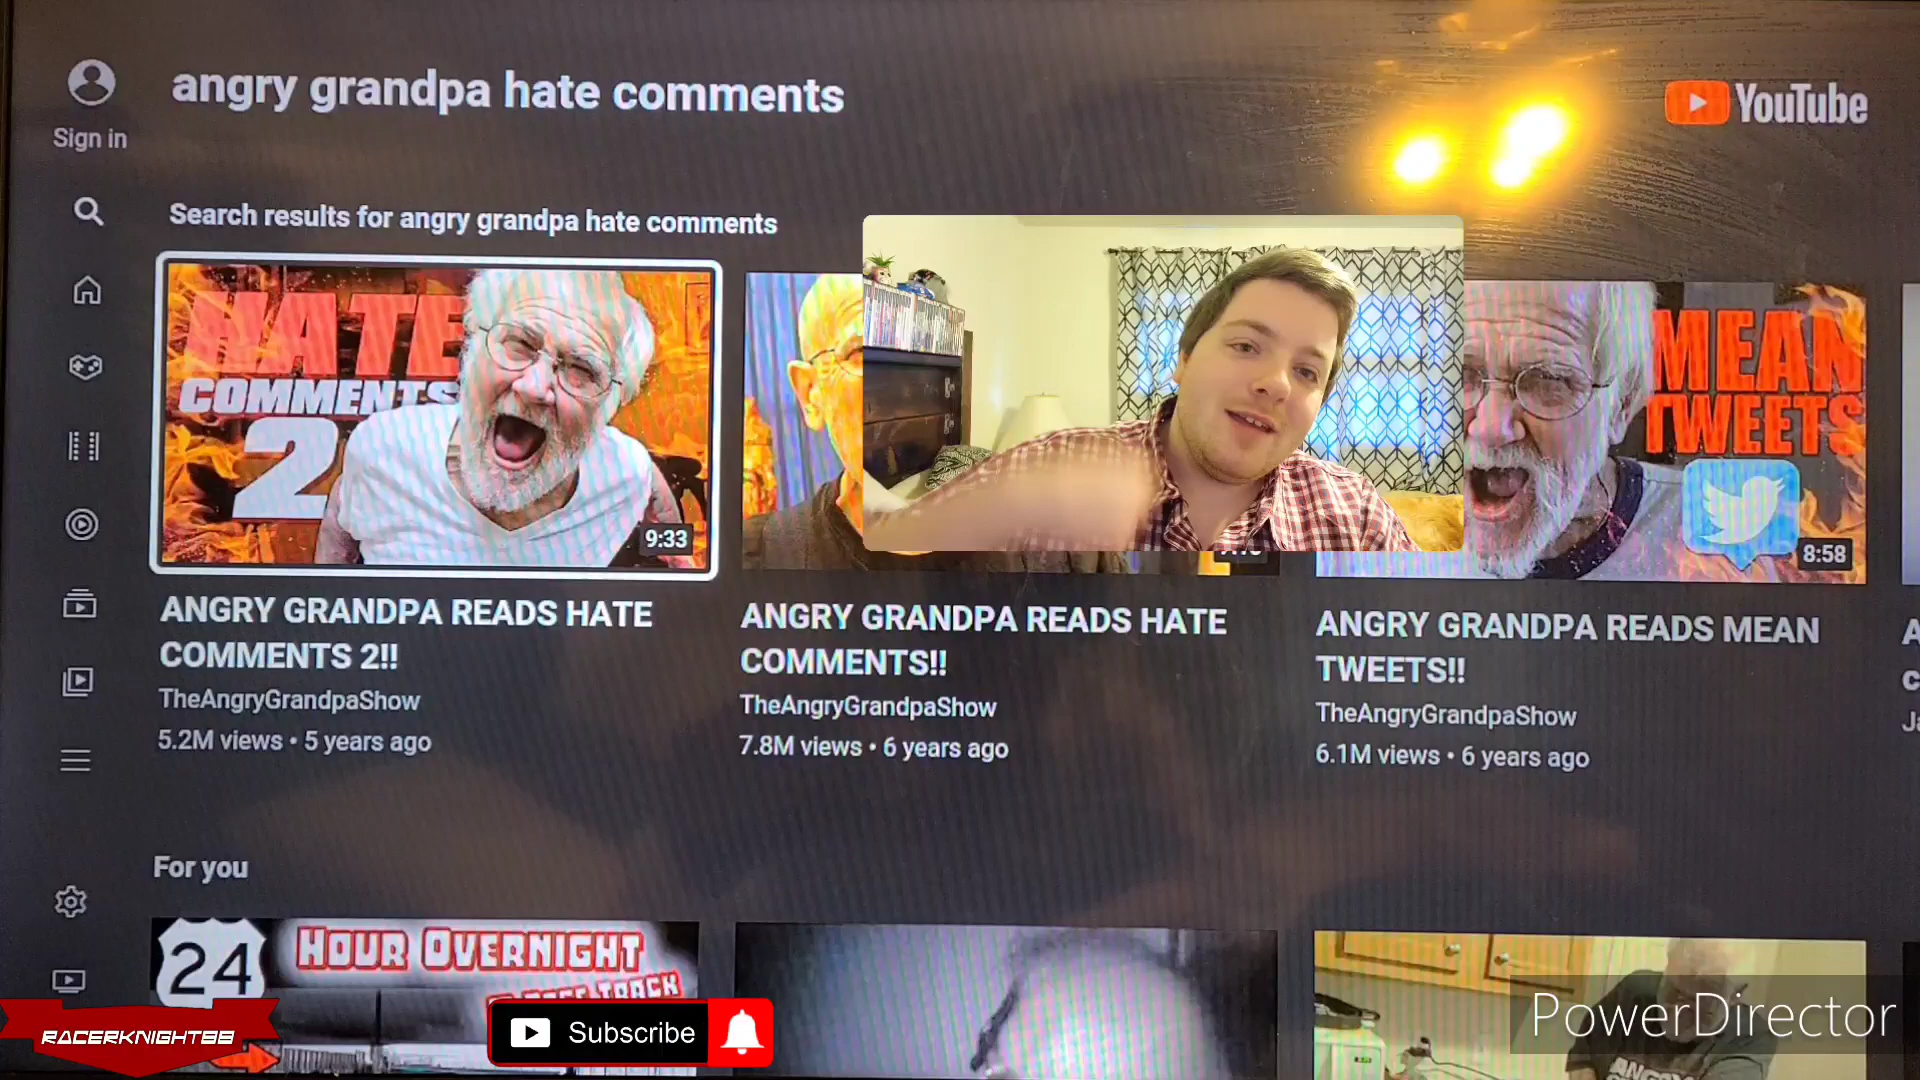 angry grandpa hate comments
YouTube
Sign in
Search results for angry grandpa hate comments
HATE
COMMENTS
2
9:33
MEAN
TWEETS
8:58
ANGRY GRANDPA READS HATE
COMMENTS 2!!
TheAngryGrandpaShow
5.2M views • 5 years ago
ANGRY GRANDPA READS HATE
COMMENTS!!
TheAngryGrandpaShow
7.8M views • 6 years ago
ANGRY GRANDPA READS MEAN
TWEETS!!
TheAngryGrandpaShow
6.1M views • 6 years ago
For you
24
HOUR OVERNIGHT
RACERKNIGHT88
Subscribe
PowerDirector